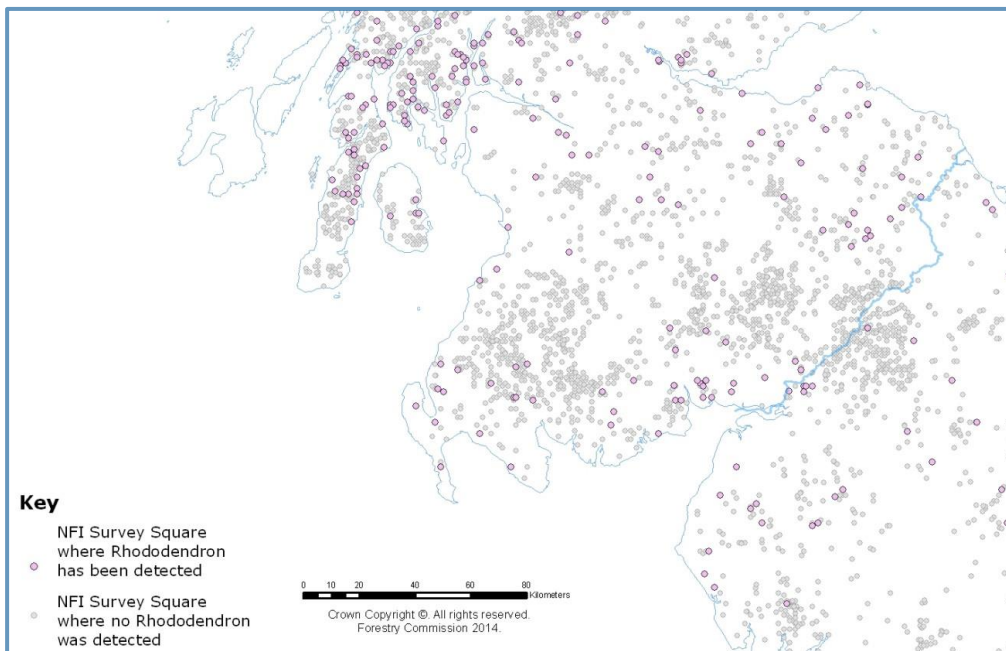 Key
NFI Survey Square
where Rhododendron
has been detected
NFI Survey Square
where no Rhododendron
was detected
0 10 20 40 60 80
Kilometers
Crown Copyright ©. All rights reserved.
Forestry Commission 2014.